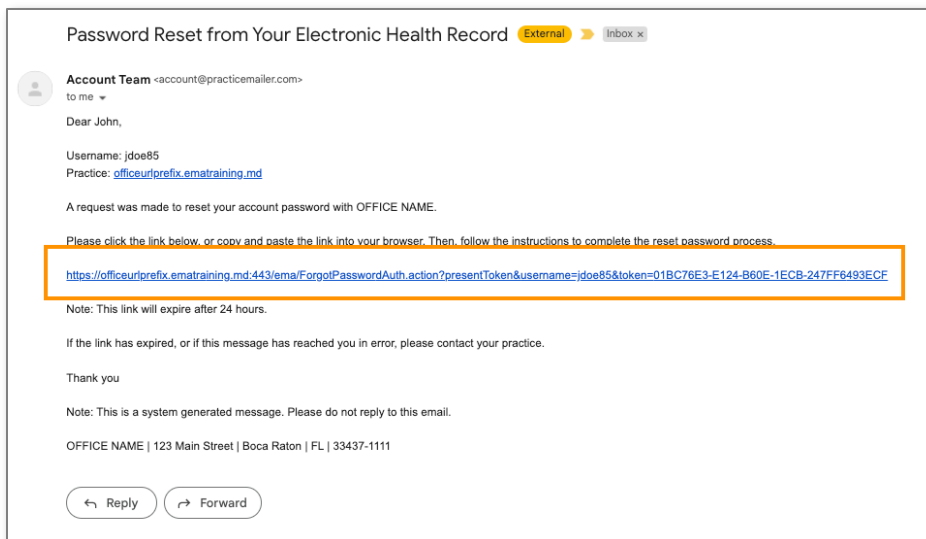 Password Reset from Your Electronic Health Record External Inbox x
Account Team <account@practicemailer.com>
to me
Dear John,
Username: jdoe85
Practice: officeurlprefix.ematraining.md
A request was made to reset your account password with OFFICE NAME.
Please click the link below, or copy and paste the link into your browser. Then, follow the instructions to complete the reset password process.
https://officeurlprefix.ematraining.md:443/ema/ForgotPasswordAuth.action?presentToken&username=jdoe85&token=01BC76E3-E124-B60E-1ECB-247FF6493ECF
Note: This link will expire after 24 hours.
If the link has expired, or if this message has reached you in error, please contact your practice.
Thank you
Note: This is a system generated message. Please do not reply to this email.
OFFICE NAME | 123 Main Street | Boca Raton | FL | 33437-1111
Reply Forward